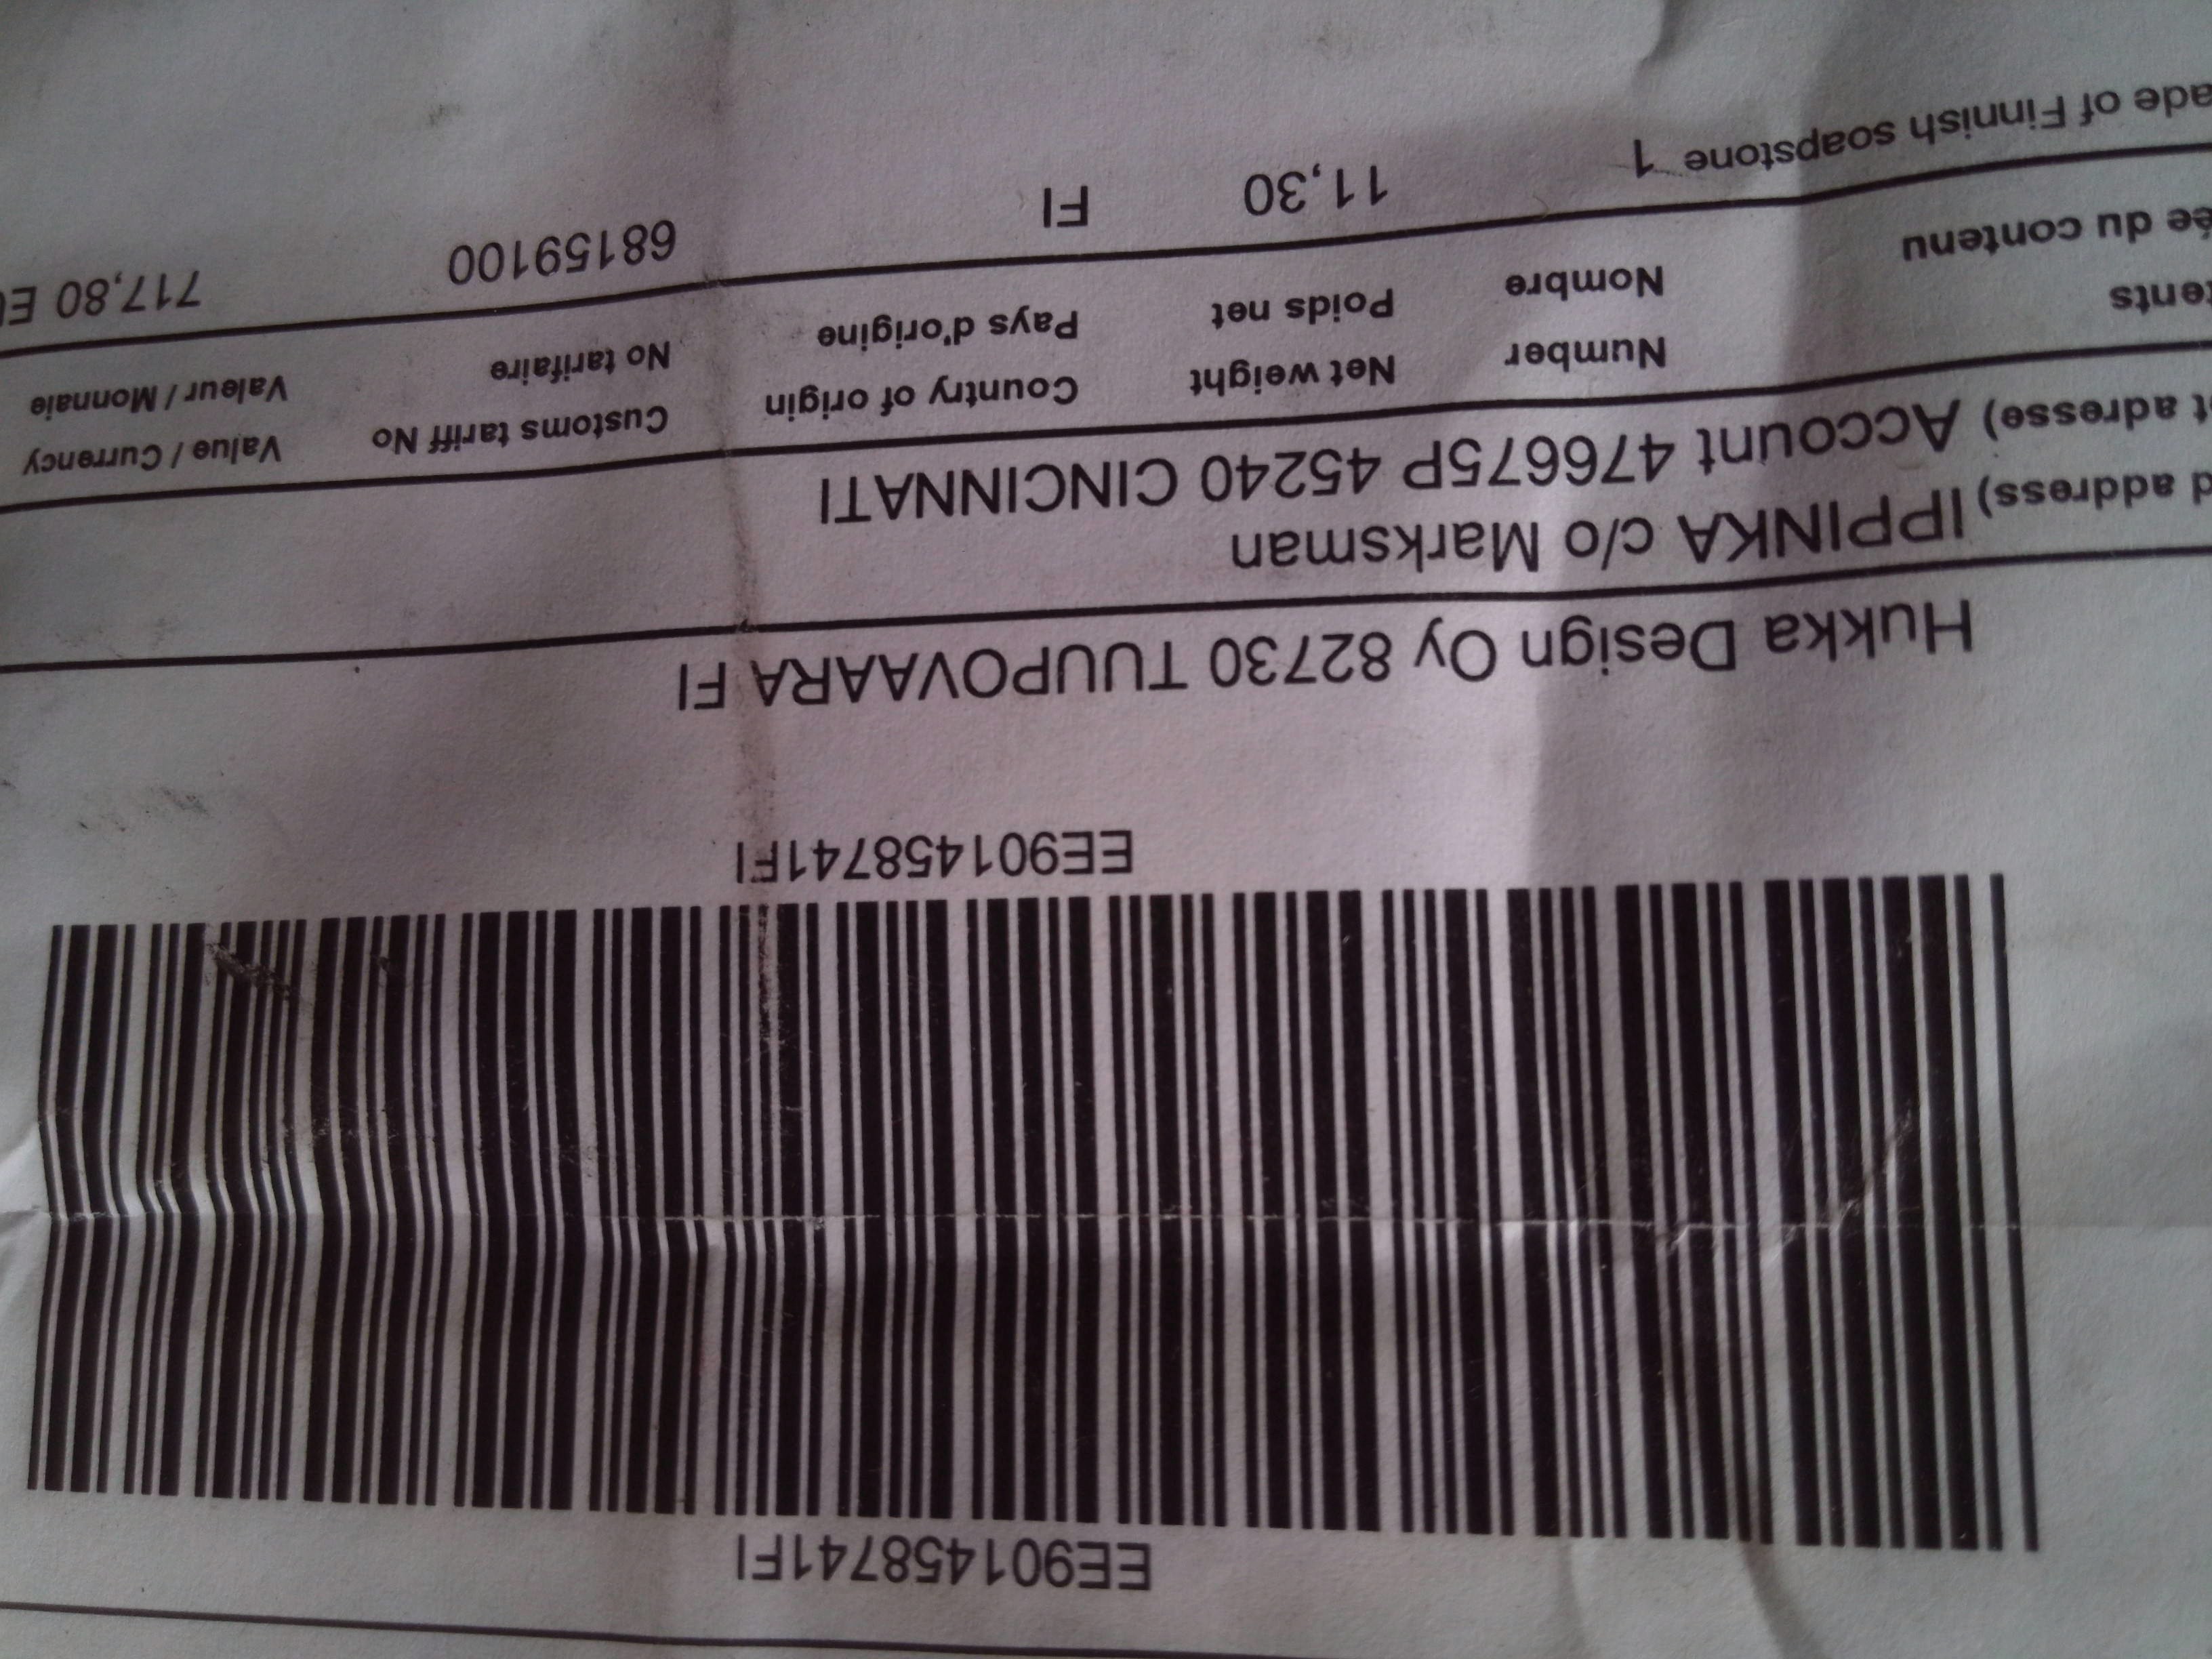 EE901458741FI
EE901458741FI
Hukka Design Oy 82730 TUUPOVAARA FI
address) IPPINKA c/o Marksman
adresse) Account 476675P 45240 CINCINNATI
Number Net weight Country of origin Customs tariff No Value / Currency
du contenu Nombre Poids net Pays d'origine No tarifaire Valeur / Monnaie
of Finnish soapstone 1 11,30 FI 68159100 717,80